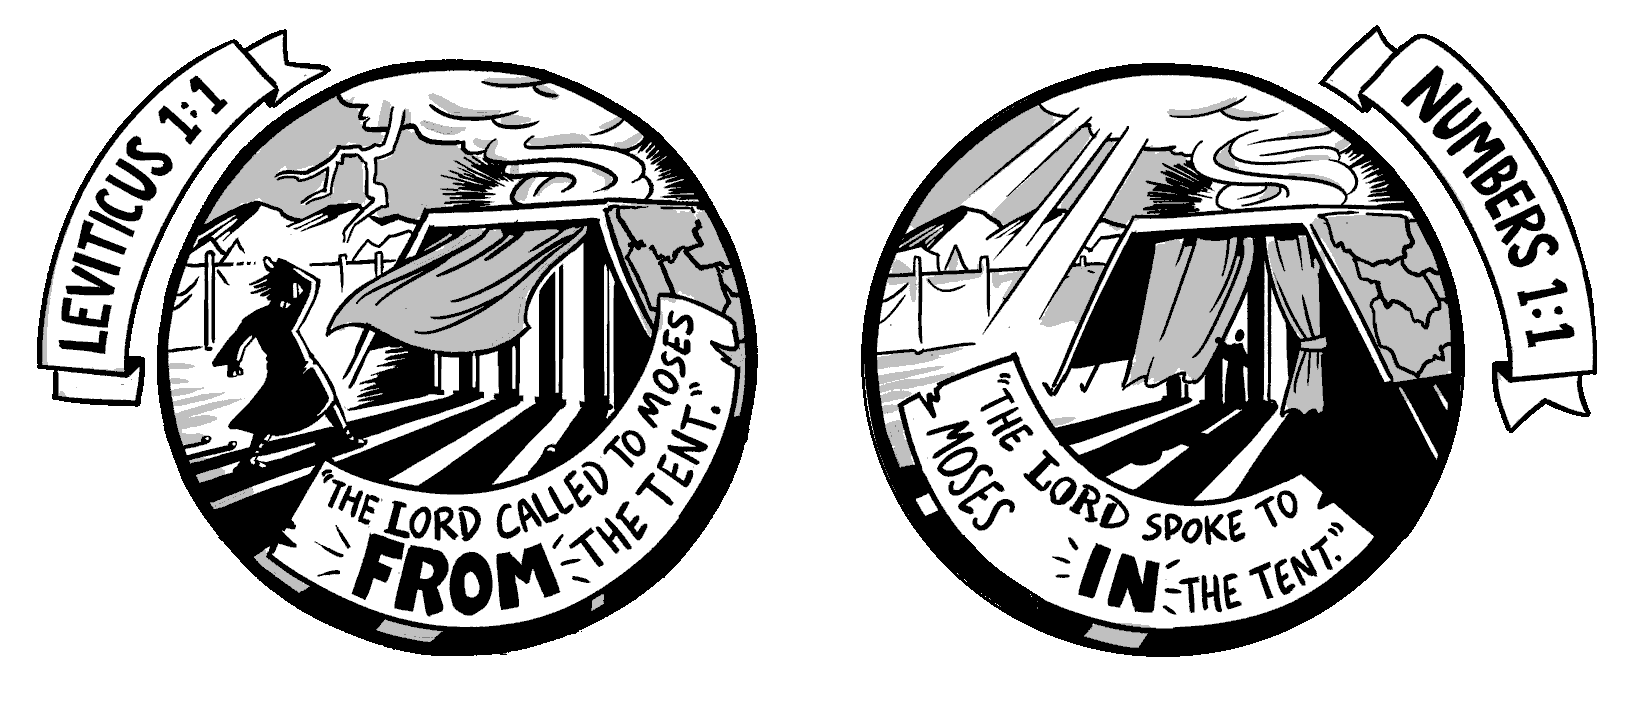 LEVITICUS 1:1
"THE LORD CALLED TO MOSES
FROM THE TENT."
NUMBERS 1:1
"THE LORD SPOKE TO
MOSES IN THE TENT."